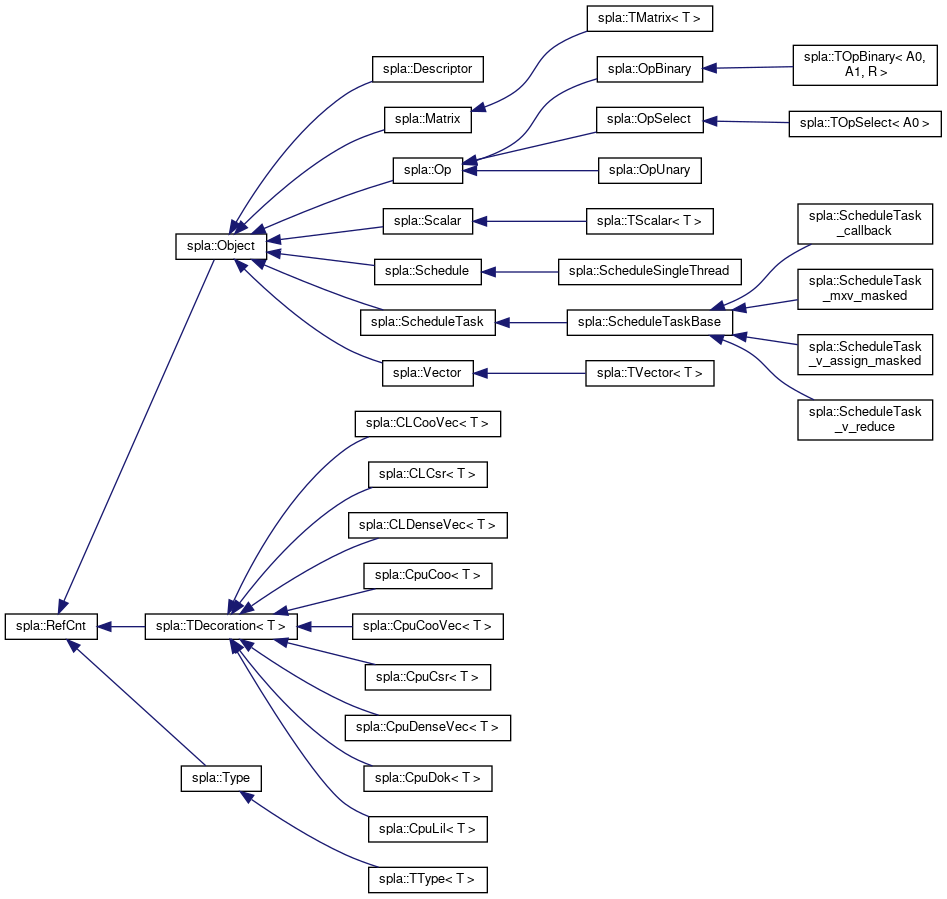 spla::TMatrix< T >
spla::Descriptor
spla::OpBinary
spla::TOpBinary< A0,
A1, R >
spla::Matrix
spla::OpSelect
spla::TOpSelect< A0 >
spla::Op
spla::OpUnary
spla::Scalar
spla::TScalar< T >
spla::ScheduleTask
_callback
spla::Object
spla::Schedule
spla::ScheduleSingleThread
spla::ScheduleTask
_mxv_masked
spla::ScheduleTask
spla::ScheduleTaskBase
spla::ScheduleTask
_v_assign_masked
spla::Vector
spla::TVector< T >
spla::ScheduleTask
_v_reduce
spla::CLCooVec< T >
spla::CLCsr< T >
spla::CLDenseVec< T >
spla::CpuCoo< T >
spla::RefCnt
spla::TDecoration< T >
spla::CpuCooVec< T >
spla::CpuCsr< T >
spla::CpuDenseVec< T >
spla::Type
spla::CpuDok< T >
spla::CpuLil< T >
spla::TType< T >